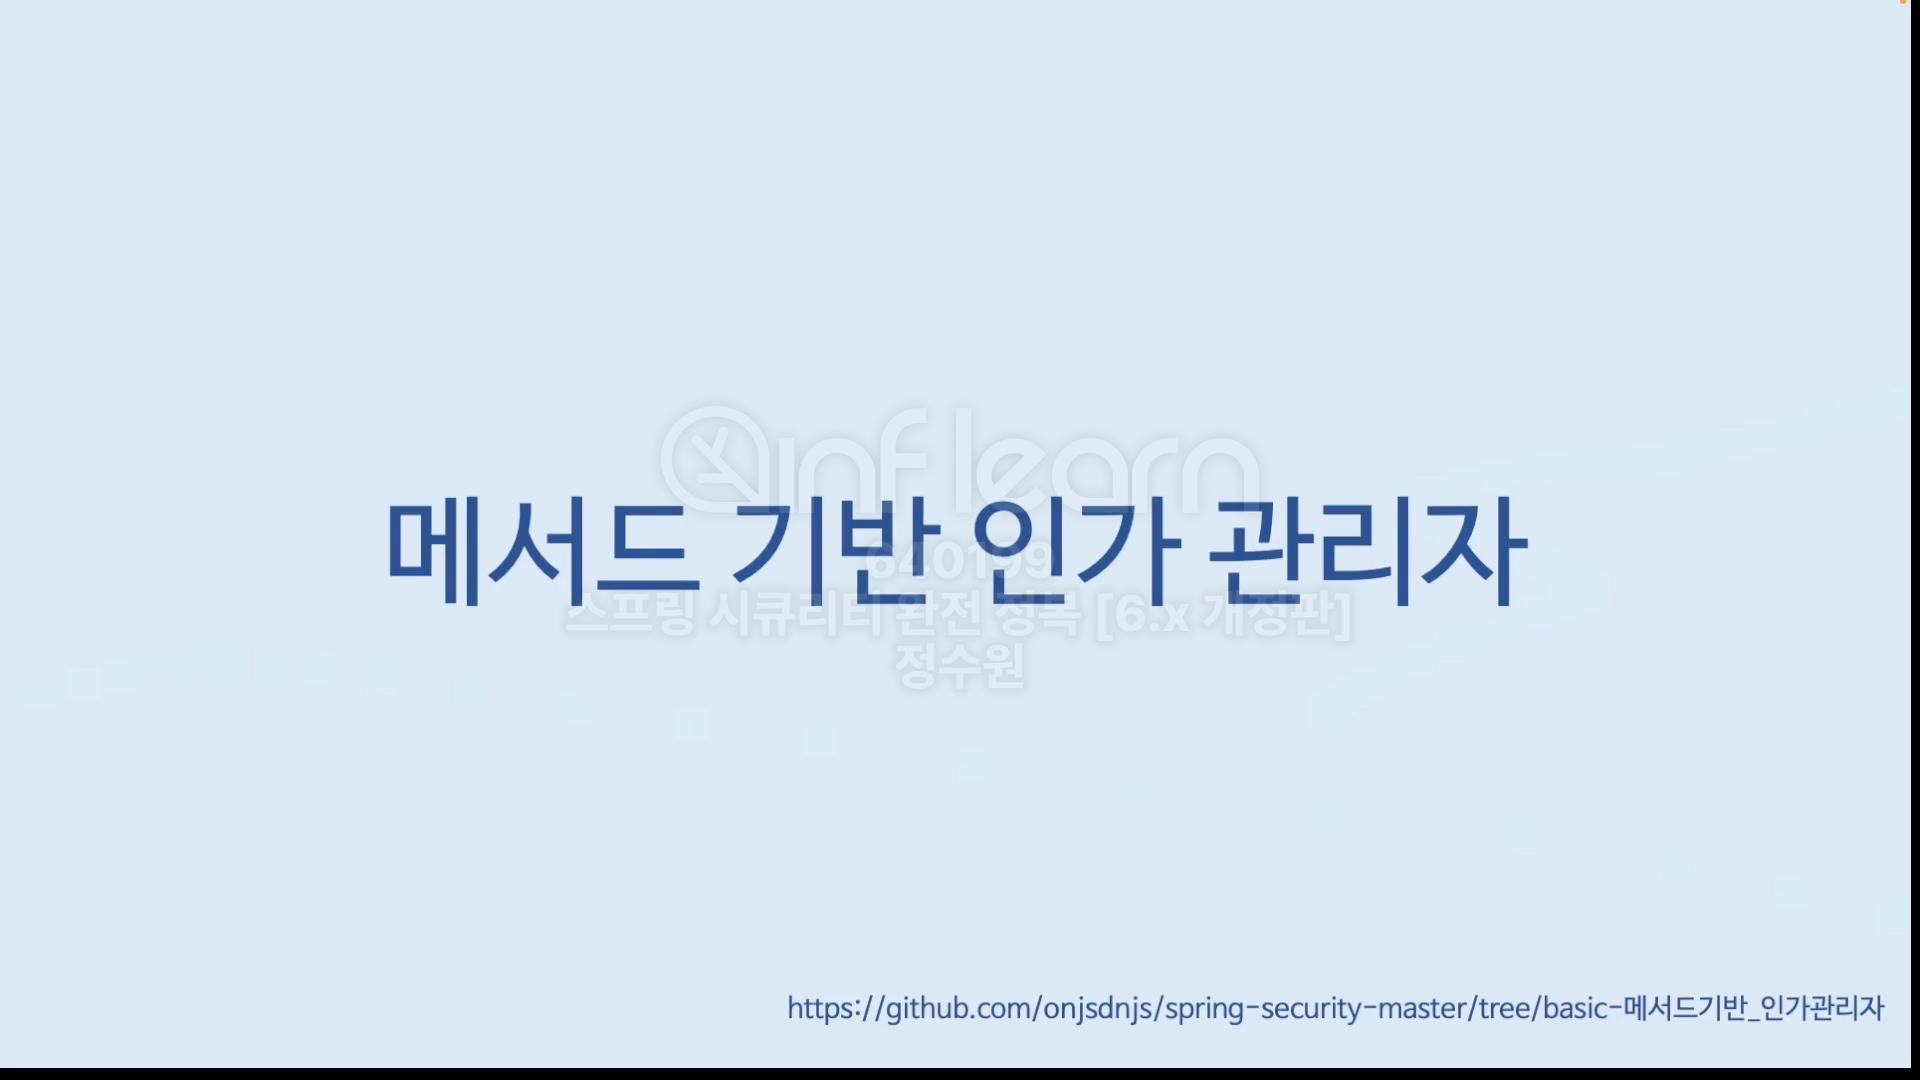 inflearn
메서드 기반 인가 관리자
640199
스프링 시큐리티 완전 정복 [6.x 개정판]
정수원
https://github.com/onjsdnjs/spring-security-master/tree/basic-메서드기반_인가관리자